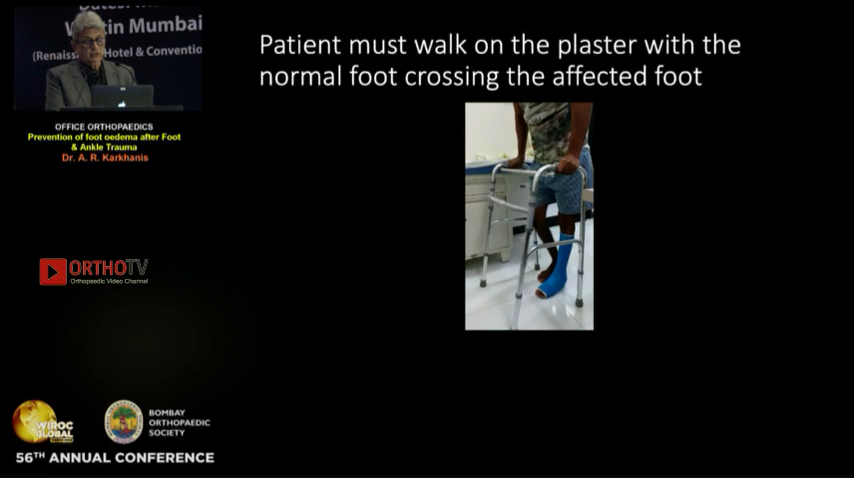 in Mumbai
Hotel & Conventio
OFFICE ORTHOPAEDICS
Prevention of foot oedema after Foot
& Ankle Trauma
Dr. A. R. Karkhanis
ORTHOTV
Orthopaedic Video Channel
WIROC
GLOBAL
BOMBAY
ORTHOPAEDIC
SOCIETY
56TH ANNUAL CONFERENCE
Patient must walk on the plaster with the
normal foot crossing the affected foot